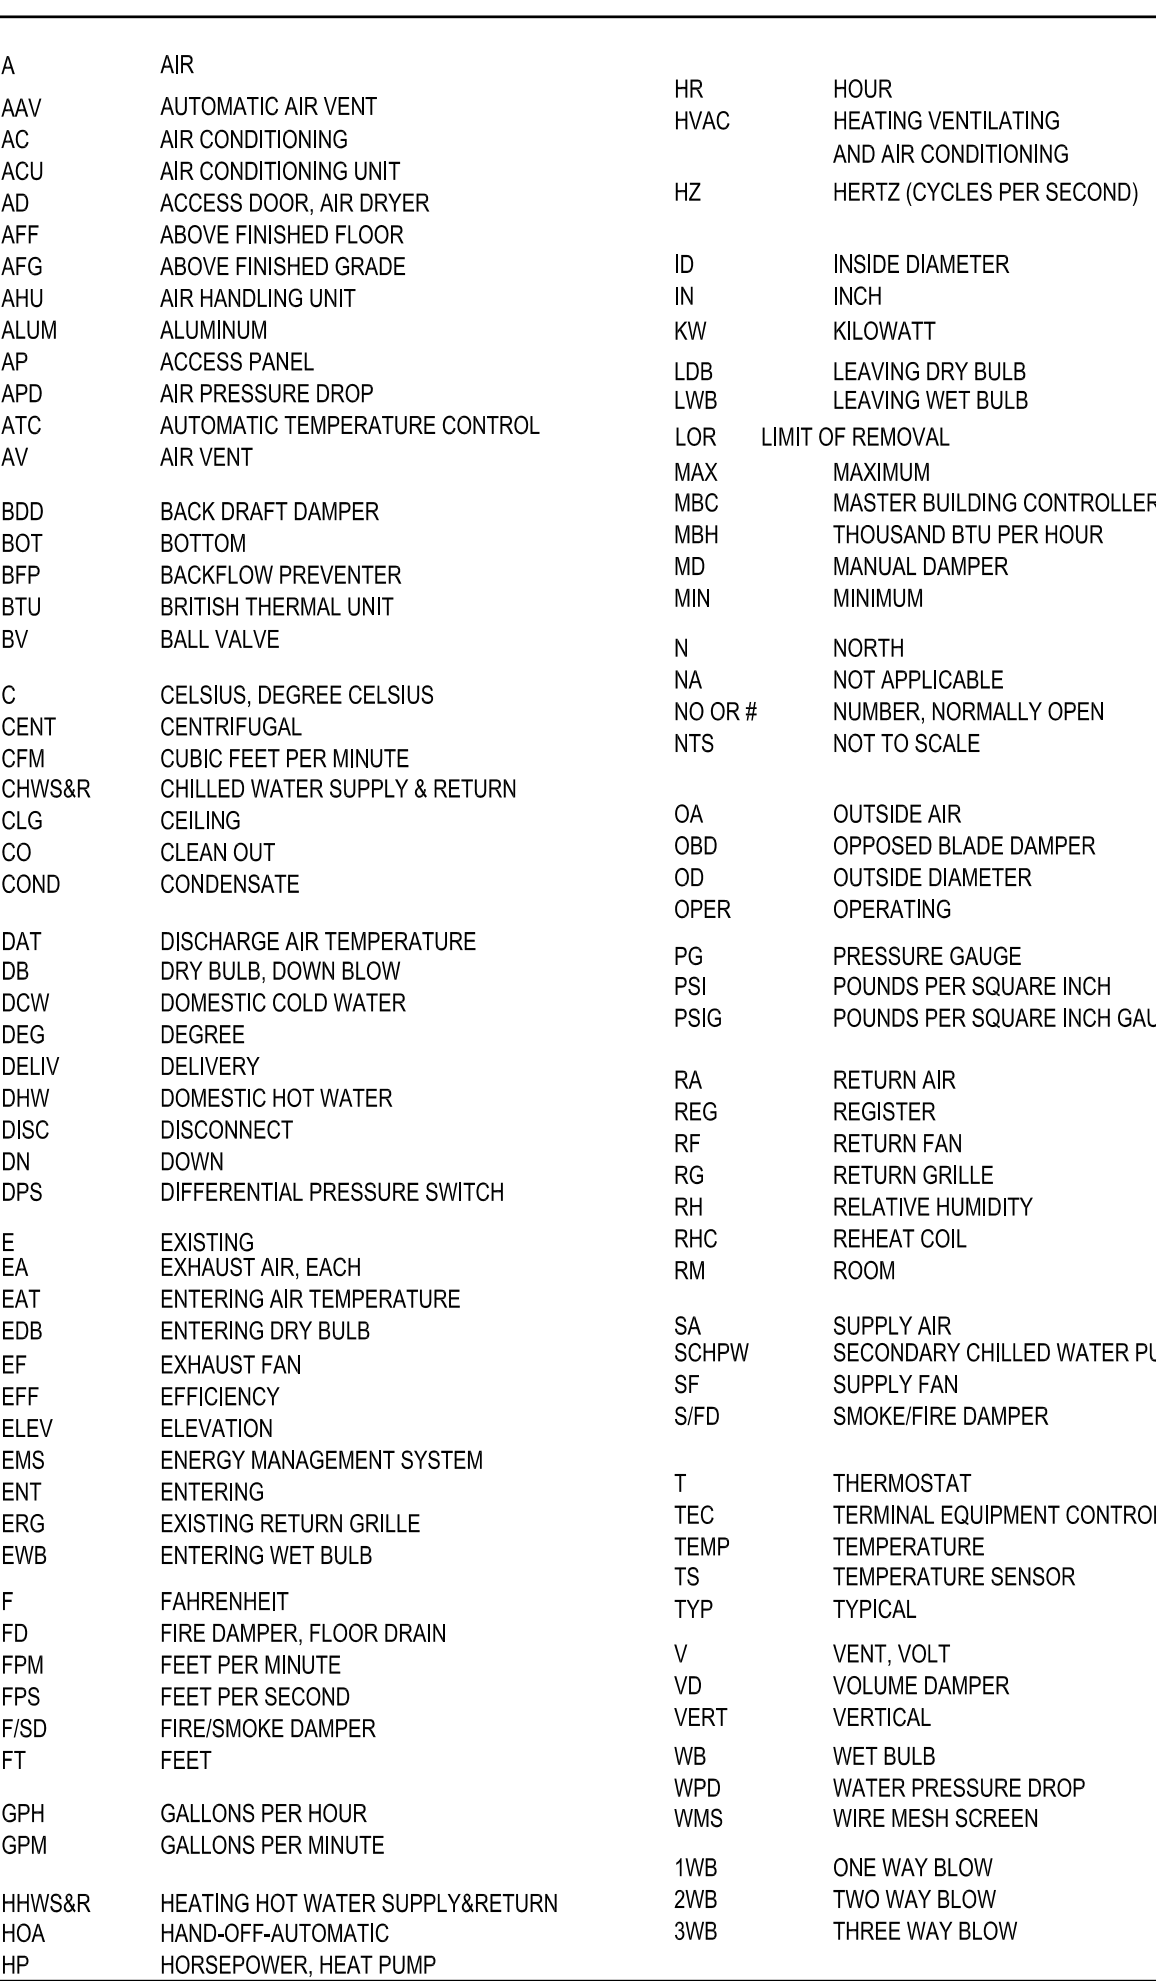 A AIR
AAV AUTOMATIC AIR VENT
AC AIR CONDITIONING
ACU AIR CONDITIONING UNIT
AD ACCESS DOOR, AIR DRYER
AFF ABOVE FINISHED FLOOR
AFG ABOVE FINISHED GRADE
AHU AIR HANDLING UNIT
ALUM ALUMINUM
AP ACCESS PANEL
APD AIR PRESSURE DROP
ATC AUTOMATIC TEMPERATURE CONTROL
AV AIR VENT
BDD BACK DRAFT DAMPER
BOT BOTTOM
BFP BACKFLOW PREVENTER
BTU BRITISH THERMAL UNIT
BV BALL VALVE
C CELSIUS, DEGREE CELSIUS
CENT CENTRIFUGAL
CFM CUBIC FEET PER MINUTE
CHWS&R CHILLED WATER SUPPLY & RETURN
CLG CEILING
CO CLEAN OUT
COND CONDENSATE
DAT DISCHARGE AIR TEMPERATURE
DB DRY BULB, DOWN BLOW
DCW DOMESTIC COLD WATER
DEG DEGREE
DELIV DELIVERY
DHW DOMESTIC HOT WATER
DISC DISCONNECT
DN DOWN
DPS DIFFERENTIAL PRESSURE SWITCH
E EXISTING
EA EXHAUST AIR, EACH
EAT ENTERING AIR TEMPERATURE
EDB ENTERING DRY BULB
EF EXHAUST FAN
EFF EFFICIENCY
ELEV ELEVATION
EMS ENERGY MANAGEMENT SYSTEM
ENT ENTERING
ERG EXISTING RETURN GRILLE
EWB ENTERING WET BULB
F FAHRENHEIT
FD FIRE DAMPER, FLOOR DRAIN
FPM FEET PER MINUTE
FPS FEET PER SECOND
F/SD FIRE/SMOKE DAMPER
FT FEET
GPH GALLONS PER HOUR
GPM GALLONS PER MINUTE
HHWS&R HEATING HOT WATER SUPPLY&RETURN
HOA HAND-OFF-AUTOMATIC
HP HORSEPOWER, HEAT PUMP
HR HOUR
HVAC HEATING VENTILATING
AND AIR CONDITIONING
HZ HERTZ (CYCLES PER SECOND)
ID INSIDE DIAMETER
IN INCH
KW KILOWATT
LDB LEAVING DRY BULB
LWB LEAVING WET BULB
LOR LIMIT OF REMOVAL
MAX MAXIMUM
MBC MASTER BUILDING CONTROLLER
MBH THOUSAND BTU PER HOUR
MD MANUAL DAMPER
MIN MINIMUM
N NORTH
NA NOT APPLICABLE
NO OR # NUMBER, NORMALLY OPEN
NTS NOT TO SCALE
OA OUTSIDE AIR
OBD OPPOSED BLADE DAMPER
OD OUTSIDE DIAMETER
OPER OPERATING
PG PRESSURE GAUGE
PSI POUNDS PER SQUARE INCH
PSIG POUNDS PER SQUARE INCH GAU
RA RETURN AIR
REG REGISTER
RF RETURN FAN
RG RETURN GRILLE
RH RELATIVE HUMIDITY
RHC REHEAT COIL
RM ROOM
SA SUPPLY AIR
SCHPW SECONDARY CHILLED WATER PU
SF SUPPLY FAN
S/FD SMOKE/FIRE DAMPER
T THERMOSTAT
TEC TERMINAL EQUIPMENT CONTROL
TEMP TEMPERATURE
TS TEMPERATURE SENSOR
TYP TYPICAL
V VENT, VOLT
VD VOLUME DAMPER
VERT VERTICAL
WB WET BULB
WPD WATER PRESSURE DROP
WMS WIRE MESH SCREEN
1WB ONE WAY BLOW
2WB TWO WAY BLOW
3WB THREE WAY BLOW